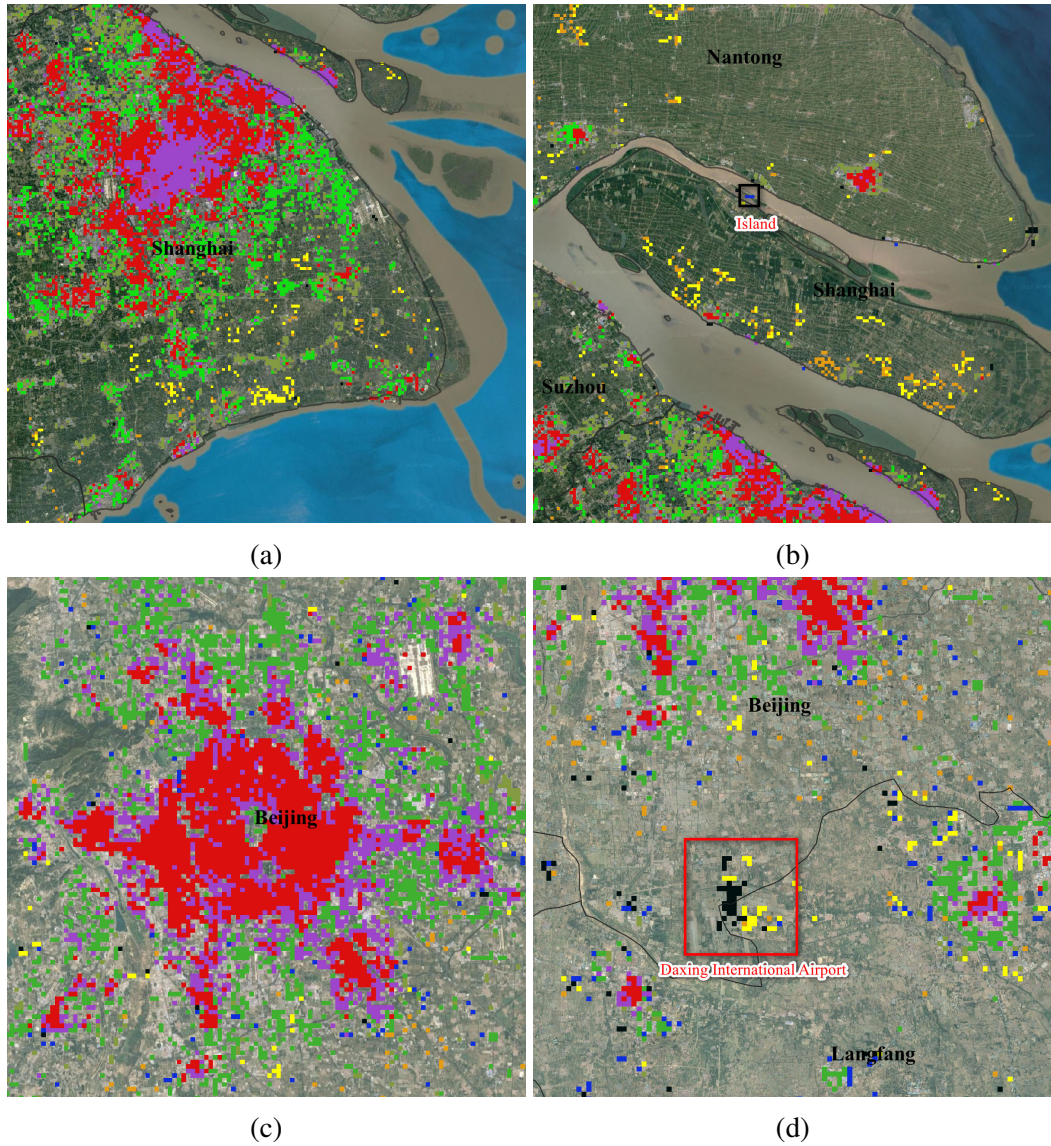 Shanghai
(a)
Nantong
Island
Shanghai
Suzhou
(b)
Beijing
(c)
Beijing
Daxing International Airport
Langfang
(d)